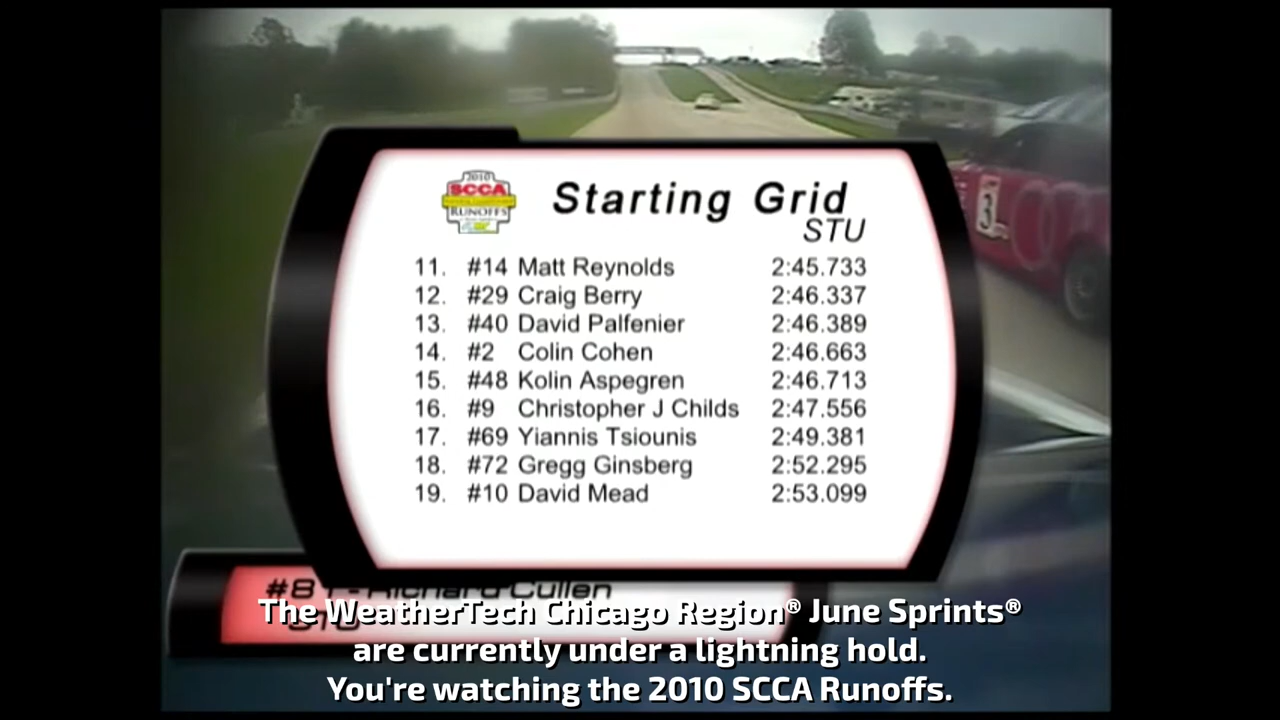 2010
SCCA
RUNOFFS
Starting Grid
STU
11. #14 Matt Reynolds 2:45.733
12. #29 Craig Berry 2:46.337
13. #40 David Palfenier 2:46.389
14. #2 Colin Cohen 2:46.663
15. #48 Kolin Aspegren 2:46.713
16. #9 Christopher J Childs 2:47.556
17. #69 Yiannis Tsiounis 2:49.381
18. #72 Gregg Ginsberg 2:52.295
19. #10 David Mead 2:53.099
3
Richard Cullen
The WeatherTech Chicago Region® June Sprints®
are currently under a lightning hold.
You're watching the 2010 SCCA Runoffs.